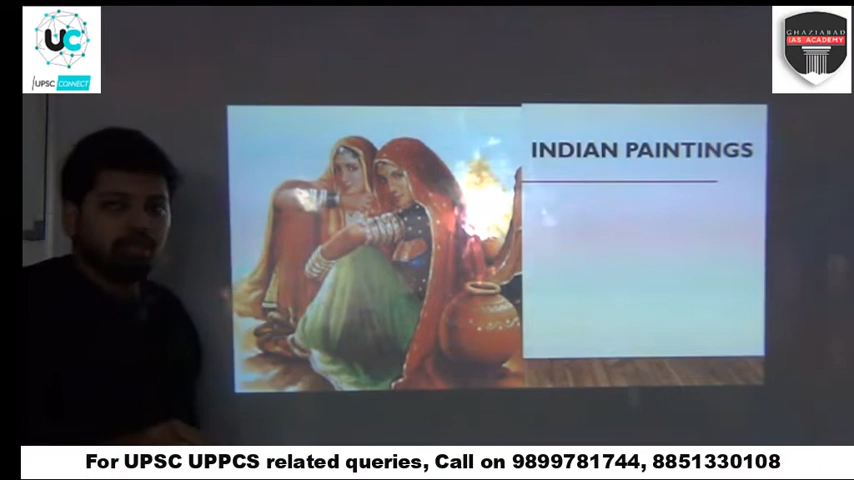 UC
UPSC CONNECT
GHAZIABAD
IAS ACADEMY
INDIAN PAINTINGS
For UPSC UPPCS related queries, Call on 9899781744, 8851330108